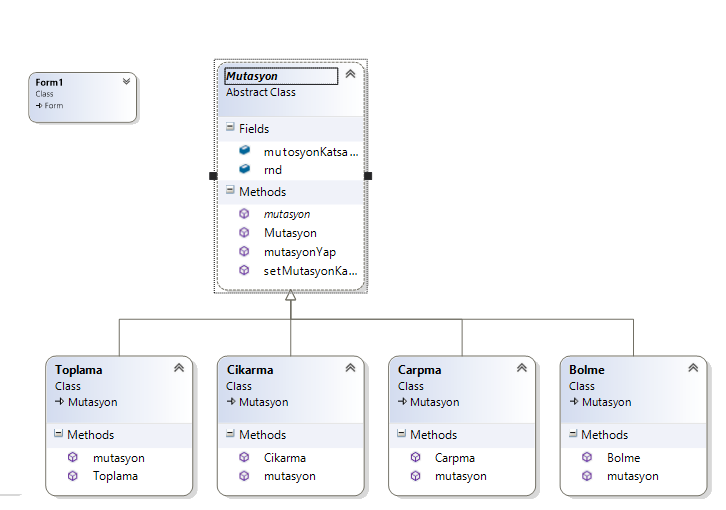 Form1
Class
Form
Mutasyon
Abstract Class
Fields
mutosyonKatsa...
rnd
Methods
mutasyon
Mutasyon
mutasyonYap
setMutasyonKa...
Toplama
Class
Mutasyon
Methods
mutasyon
Toplama
Cikarma
Class
Mutasyon
Methods
Cikarma
mutasyon
Carpma
Class
Mutasyon
Methods
Carpma
mutasyon
Bolme
Class
Mutasyon
Methods
Bolme
mutasyon